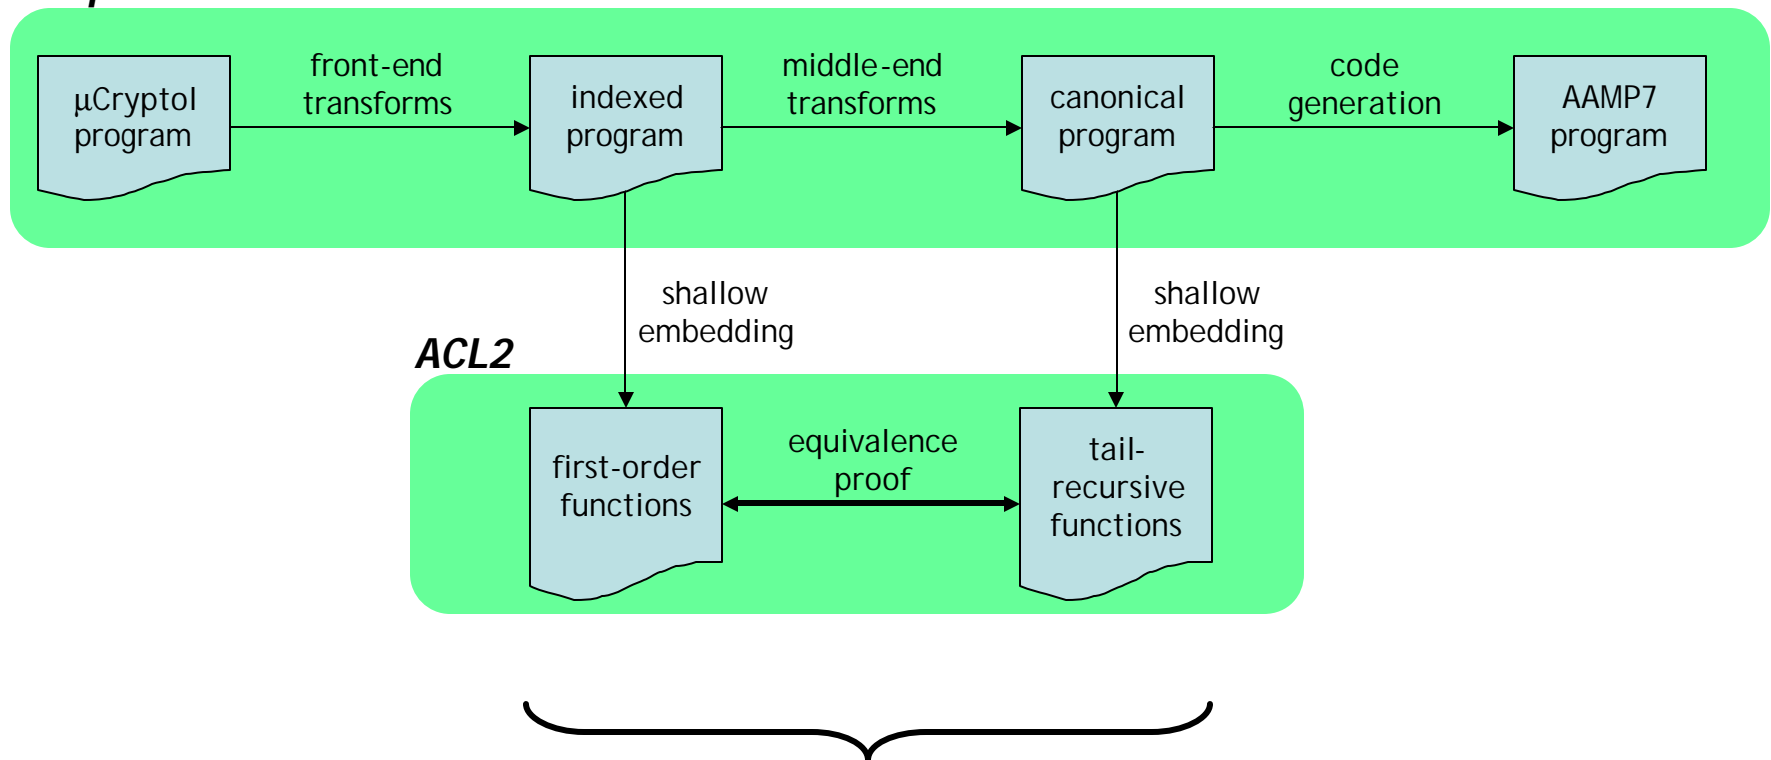 μCryptol
program
front-end
transforms
indexed
program
middle-end
transforms
canonical
program
code
generation
AAMP7
program
shallow
embedding
shallow
embedding
ACL2
first-order
functions
equivalence
proof
tail-
recursive
functions